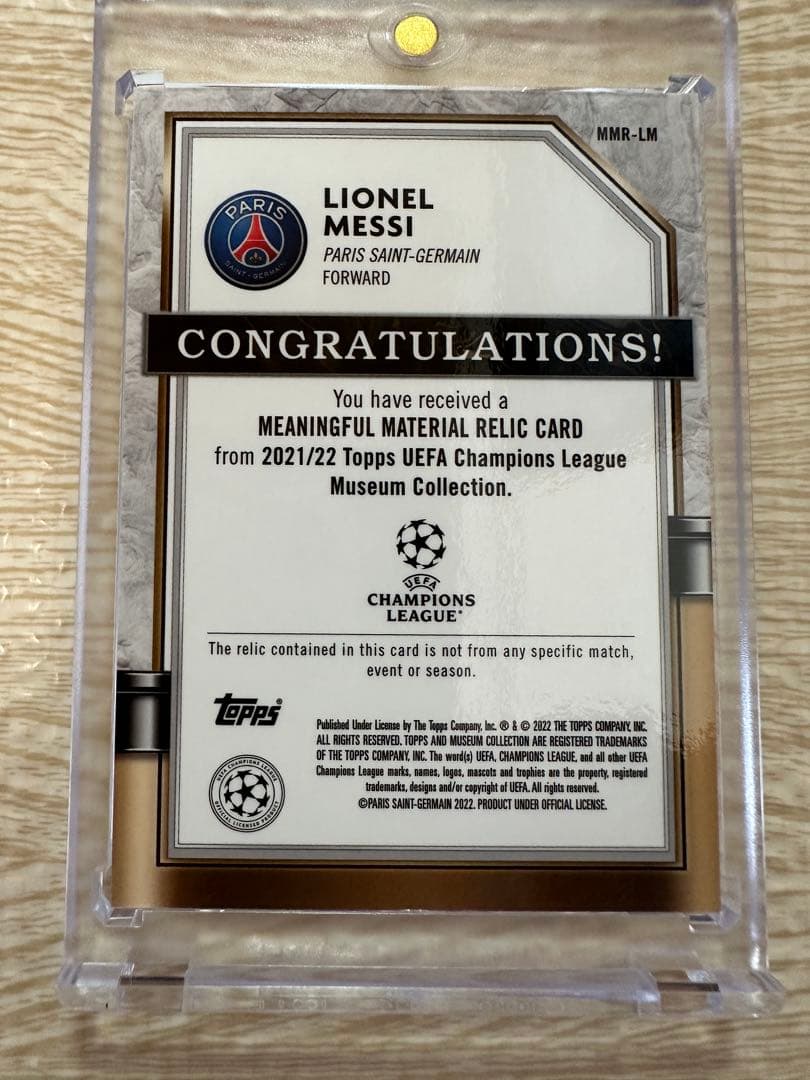 MMR-LM
PARIS
SAINT-GERMAIN
LIONEL
MESSI
PARIS SAINT-GERMAIN
FORWARD
CONGRATULATIONS!
You have received a
MEANINGFUL MATERIAL RELIC CARD
from 2021/22 Topps UEFA Champions League
Museum Collection.
UEFA
CHAMPIONS
LEAGUE®
The relic contained in this card is not from any specific match,
event or season.
topps®
Published Under License by The Topps Company, Inc. ® & © 2022 THE TOPPS COMPANY, INC.
ALL RIGHTS RESERVED. TOPPS AND MUSEUM COLLECTION ARE REGISTERED TRADEMARKS
OF THE TOPPS COMPANY, INC. The word(s) UEFA, CHAMPIONS LEAGUE, and all other UEFA
Champions League marks, names, logos, mascots and trophies are the property, registered
trademarks, designs and/or copyright of UEFA. All rights reserved.
©PARIS SAINT-GERMAIN 2022. PRODUCT UNDER OFFICIAL LICENSE.
UEFA CHAMPIONS LEAGUE
OFFICIAL LICENSED PRODUCT